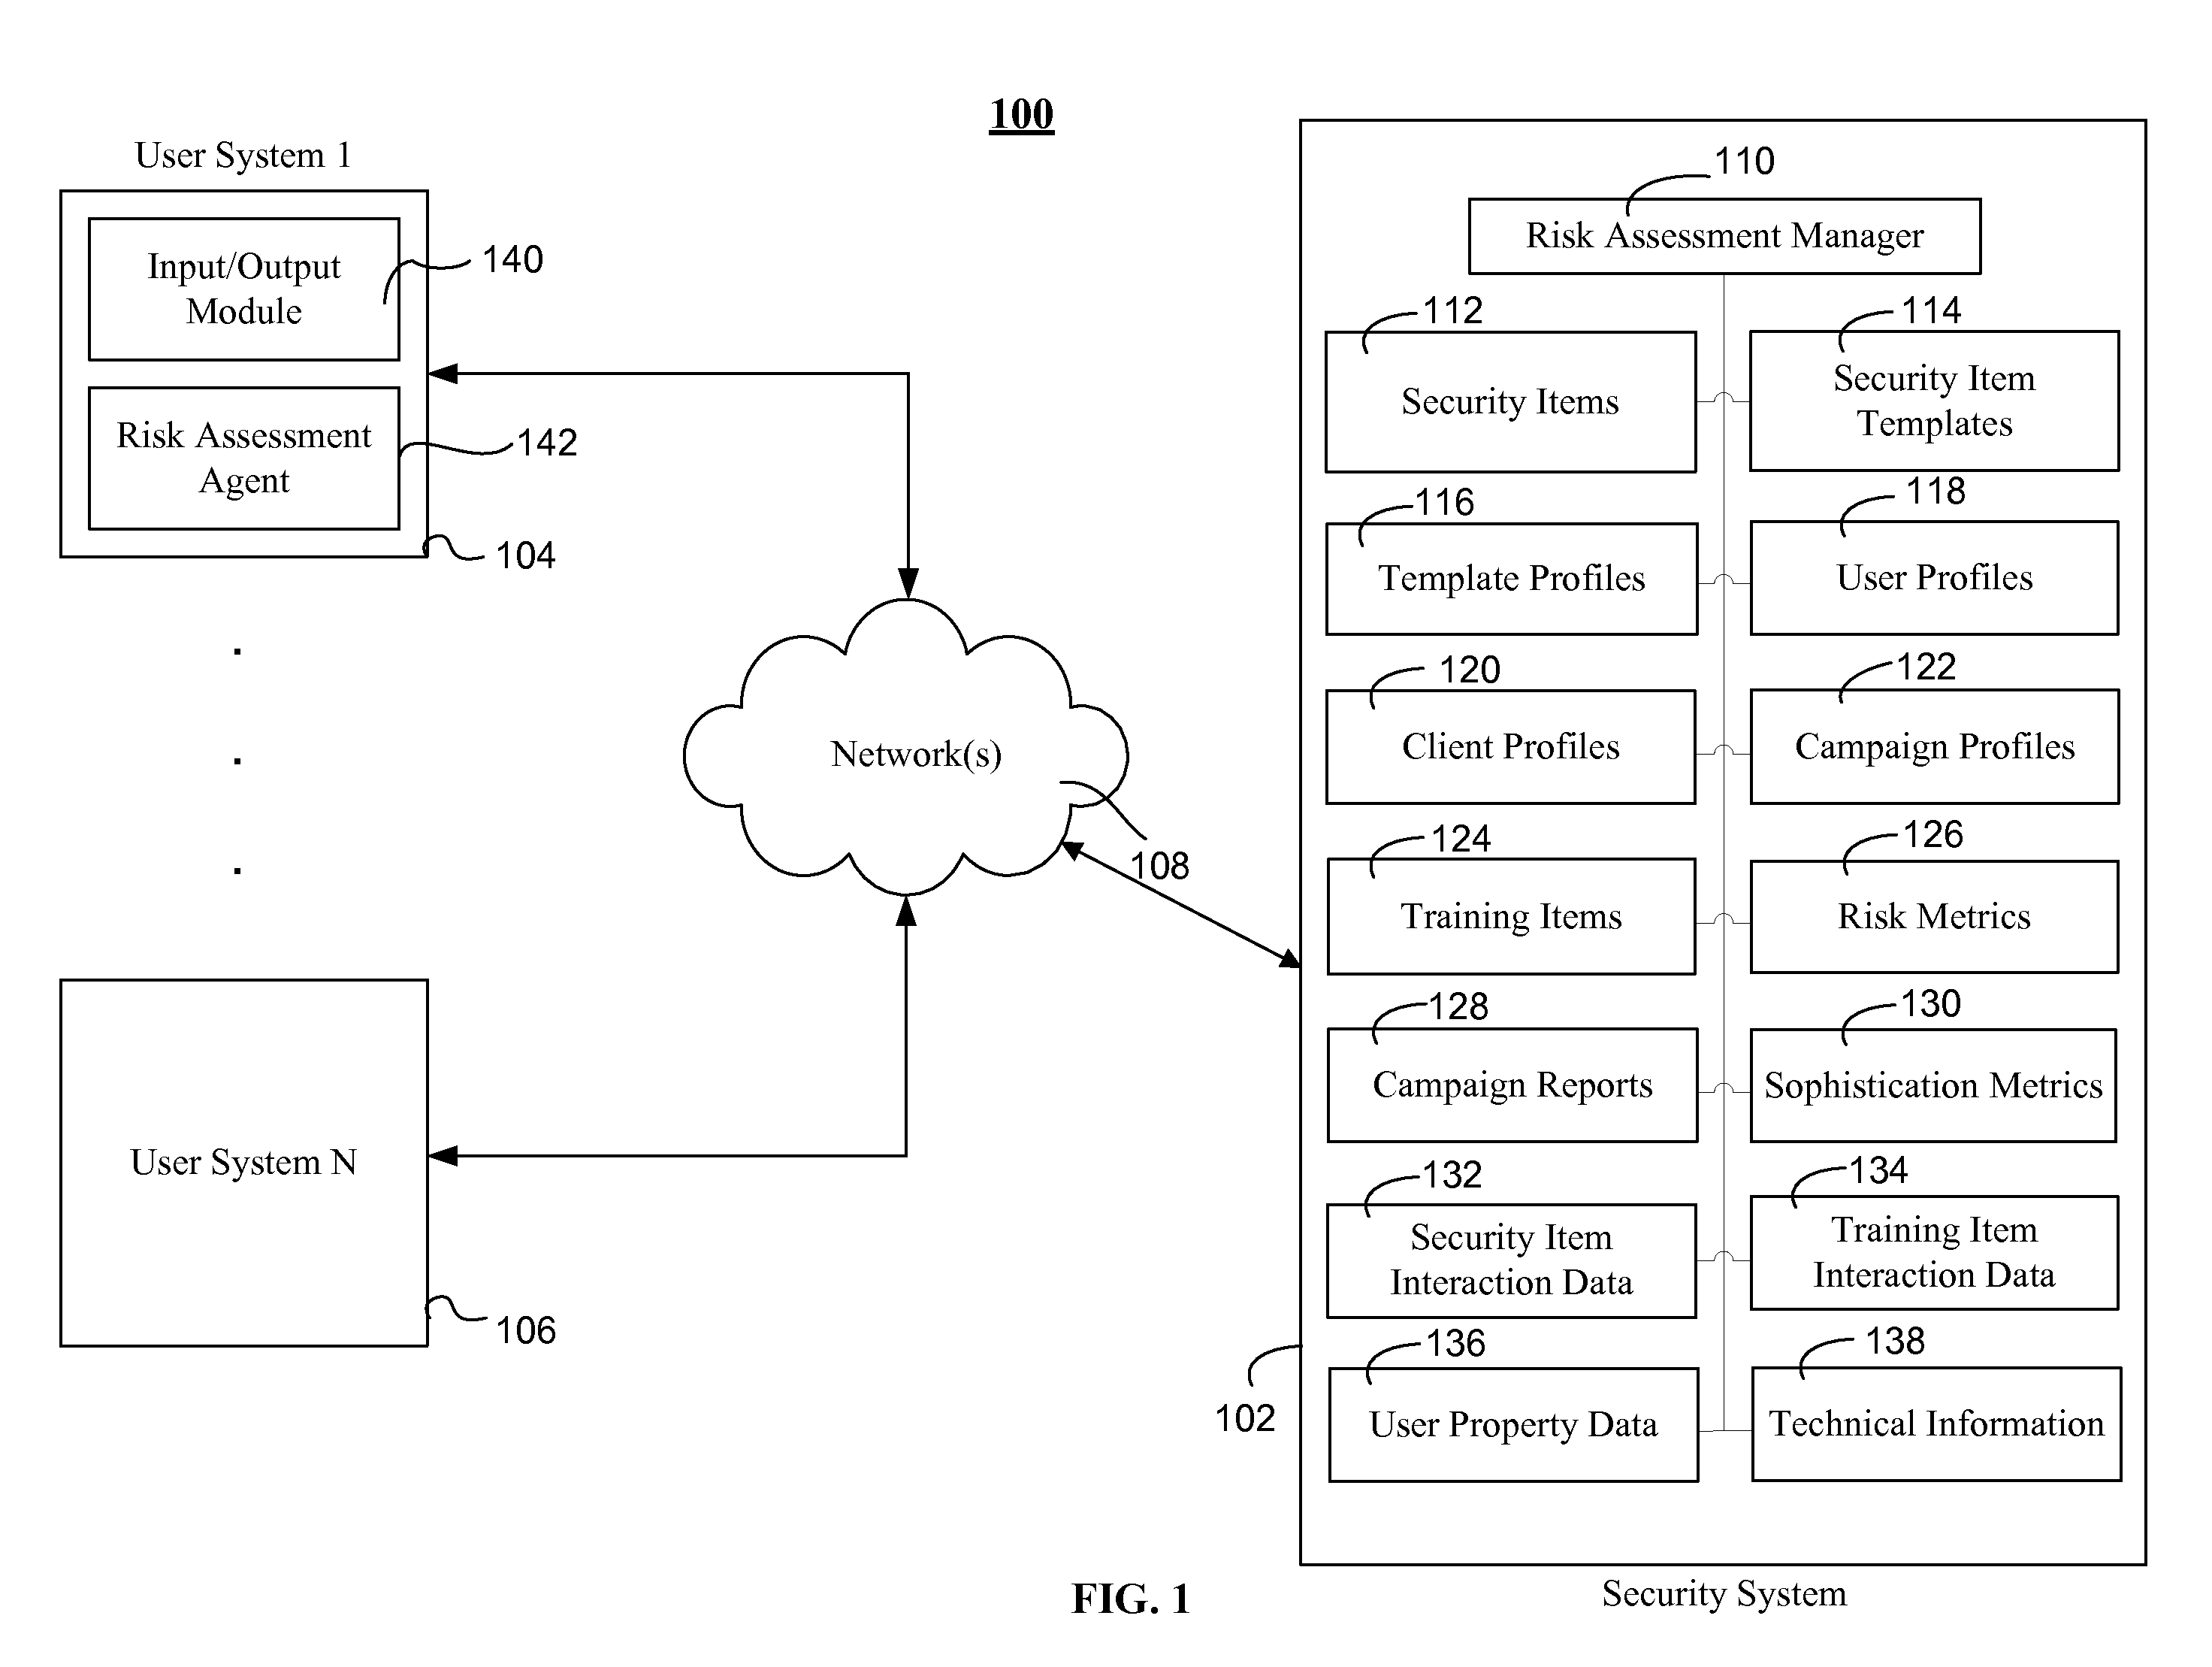 100
User System 1
Input/Output
Module
140
Risk Assessment
Agent
142
104
.
.
.
User System N
106
Network(s)
108
110
Risk Assessment Manager
112
Security Items
114
Security Item
Templates
116
Template Profiles
118
User Profiles
120
Client Profiles
122
Campaign Profiles
124
Training Items
126
Risk Metrics
128
Campaign Reports
130
Sophistication Metrics
132
Security Item
Interaction Data
134
Training Item
Interaction Data
136
User Property Data
138
Technical Information
102
Security System
FIG. 1